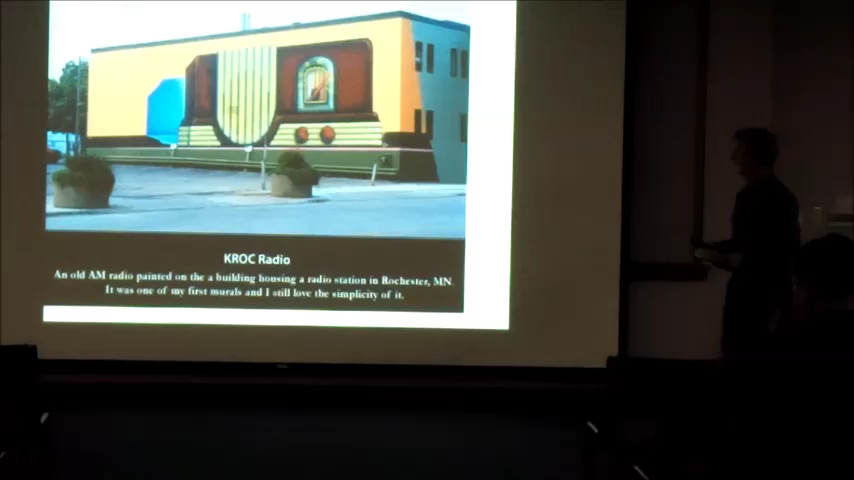 KROC Radio
An old AM radio painted on the a building housing a radio station in Rochester, MN.
It was one of my first murals and I still love the simplicity of it.